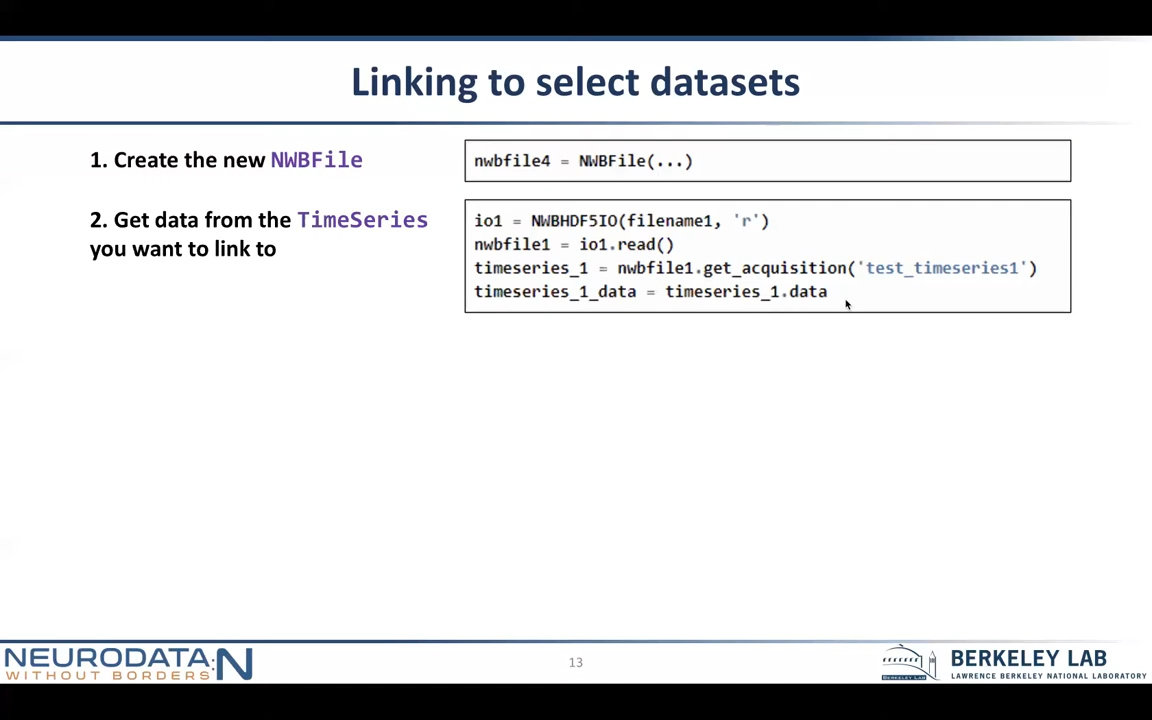 Linking to select datasets
1. Create the new NWBFile
nwbfile4 = NWBFile(...)
2. Get data from the TimeSeries
you want to link to
io1 = NWBHDF5IO(filename1, 'r')
nwbfile1 = io1.read()
timeseries_1 = nwbfile1.get_acquisition('test_timeseries1')
timeseries_1_data = timeseries_1.data
NEURODATA:N
WITHOUT BORDERS
13
BERKELEY LAB
LAWRENCE BERKELEY NATIONAL LABORATORY